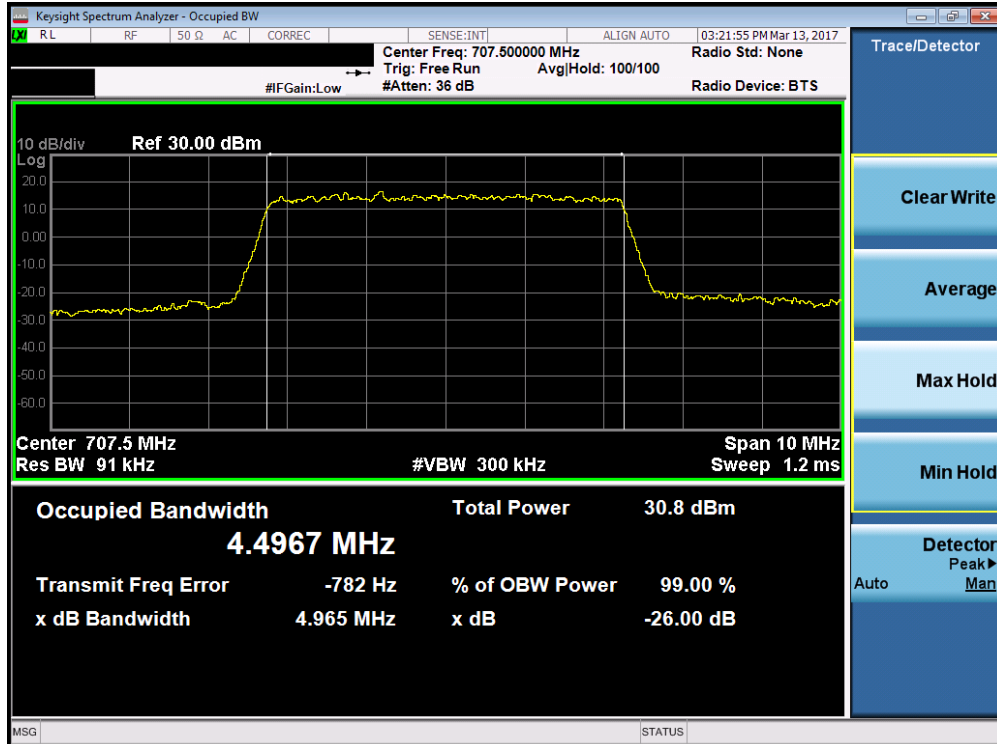 Keysight Spectrum Analyzer - Occupied BW
LXI RL RF 50 Ω AC CORREC SENSE:INT ALIGN AUTO 03:21:55 PM Mar 13, 2017
Center Freq: 707.500000 MHz Radio Std: None
Trig: Free Run Avg|Hold: 100/100
#IFGain:Low #Atten: 36 dB Radio Device: BTS
Trace/Detector
10 dB/div Ref 30.00 dBm
Log
20.0
10.0
0.00
-10.0
-20.0
-30.0
-40.0
-50.0
-60.0
Center 707.5 MHz Span 10 MHz
Res BW 91 kHz #VBW 300 kHz Sweep 1.2 ms
Occupied Bandwidth Total Power 30.8 dBm
4.4967 MHz
Transmit Freq Error -782 Hz % of OBW Power 99.00 %
x dB Bandwidth 4.965 MHz x dB -26.00 dB
Clear Write
Average
Max Hold
Min Hold
Detector
Peak▶
Auto Man
MSG STATUS